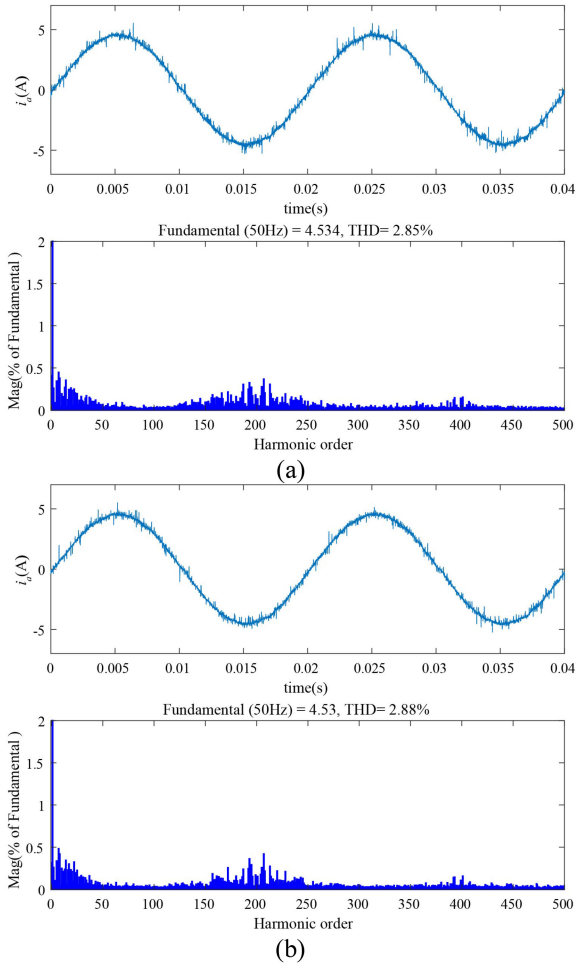 5
0
-5
i_a(A)
0 0.005 0.01 0.015 0.02 0.025 0.03 0.035 0.04
time(s)
Fundamental (50Hz) = 4.534, THD= 2.85%
2
1.5
1
0.5
0
Mag(% of Fundamental )
0 50 100 150 200 250 300 350 400 450 500
Harmonic order
(a)
5
0
-5
i_a(A)
0 0.005 0.01 0.015 0.02 0.025 0.03 0.035 0.04
time(s)
Fundamental (50Hz) = 4.53, THD= 2.88%
2
1.5
1
0.5
0
Mag(% of Fundamental )
0 50 100 150 200 250 300 350 400 450 500
Harmonic order
(b)